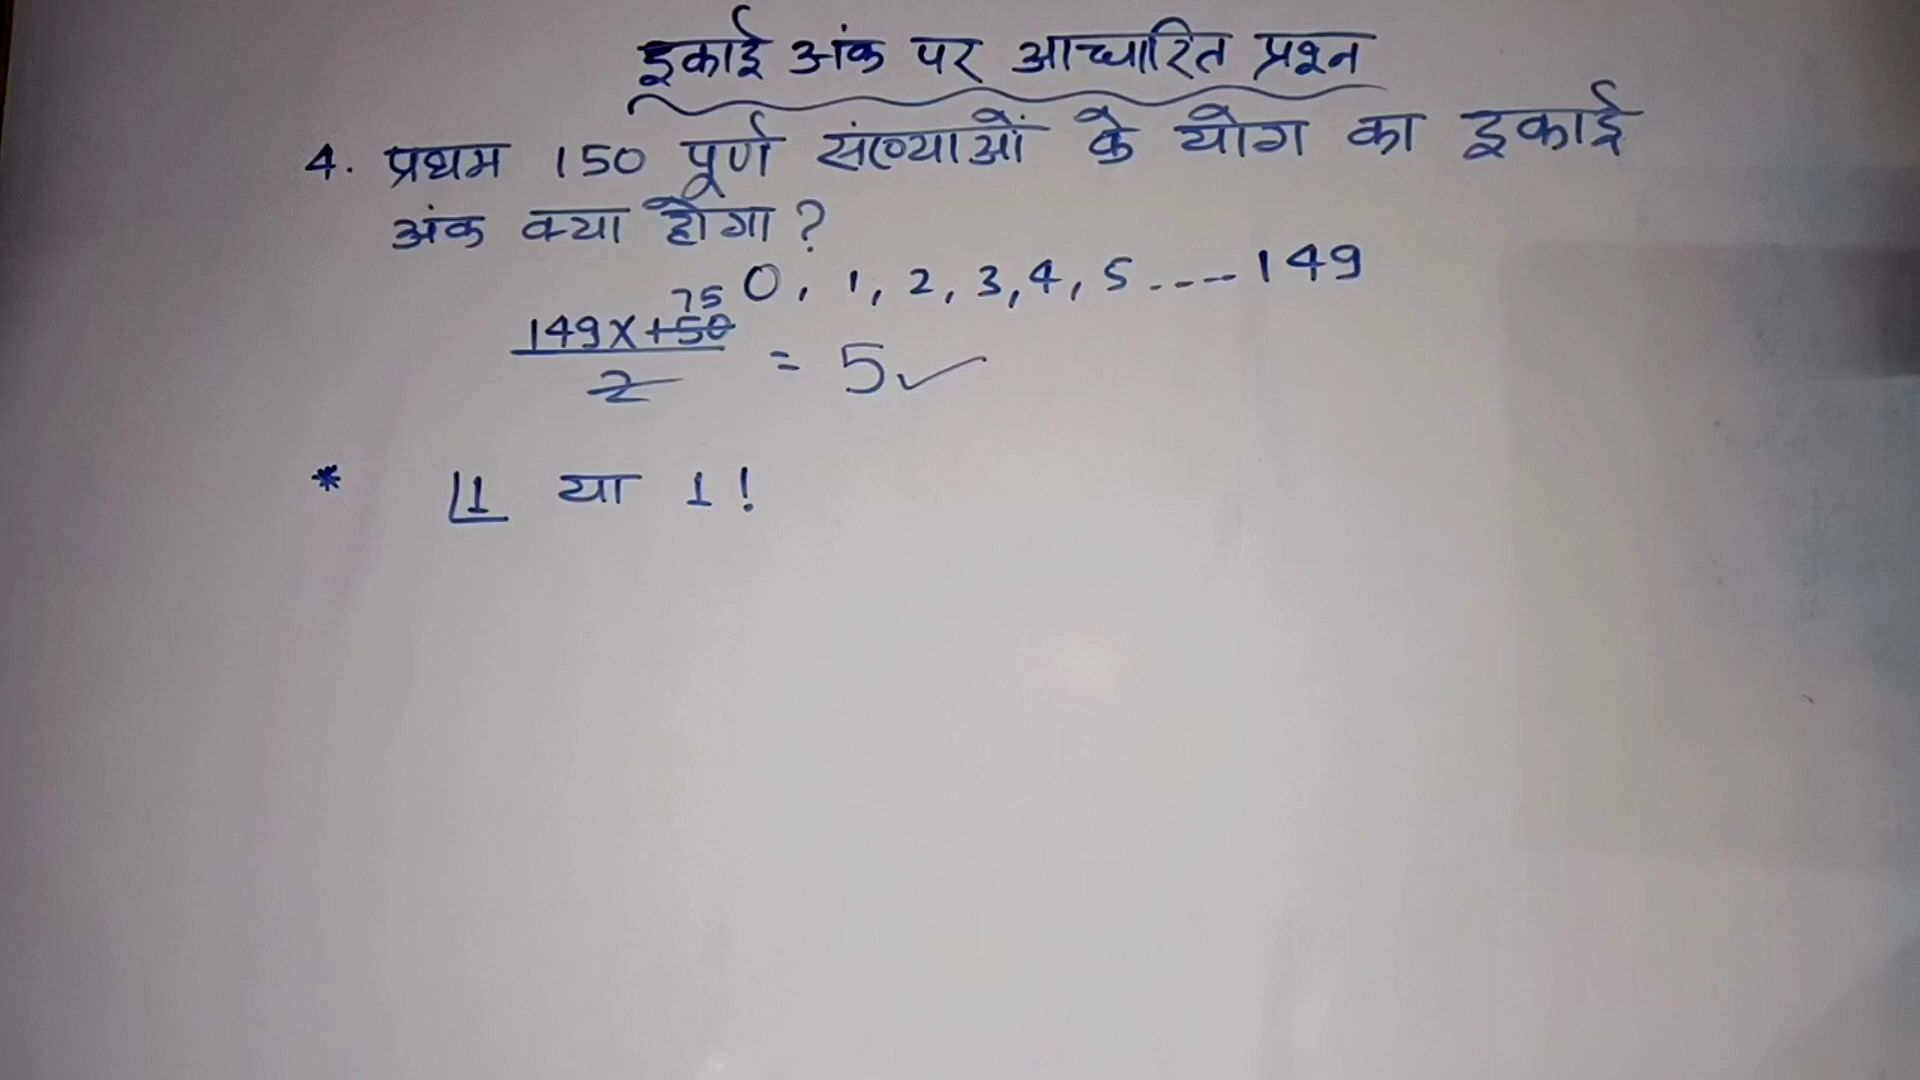 इकाई अंक पर आधारित प्रश्न
4. प्रथम 150 पूर्ण संख्याओं के योग का इकाई
अंक क्या होगा?
0, 1, 2, 3, 4, 5 ---- 149
75
149 x 150
2
= 5 ✓
* |1 या 1!